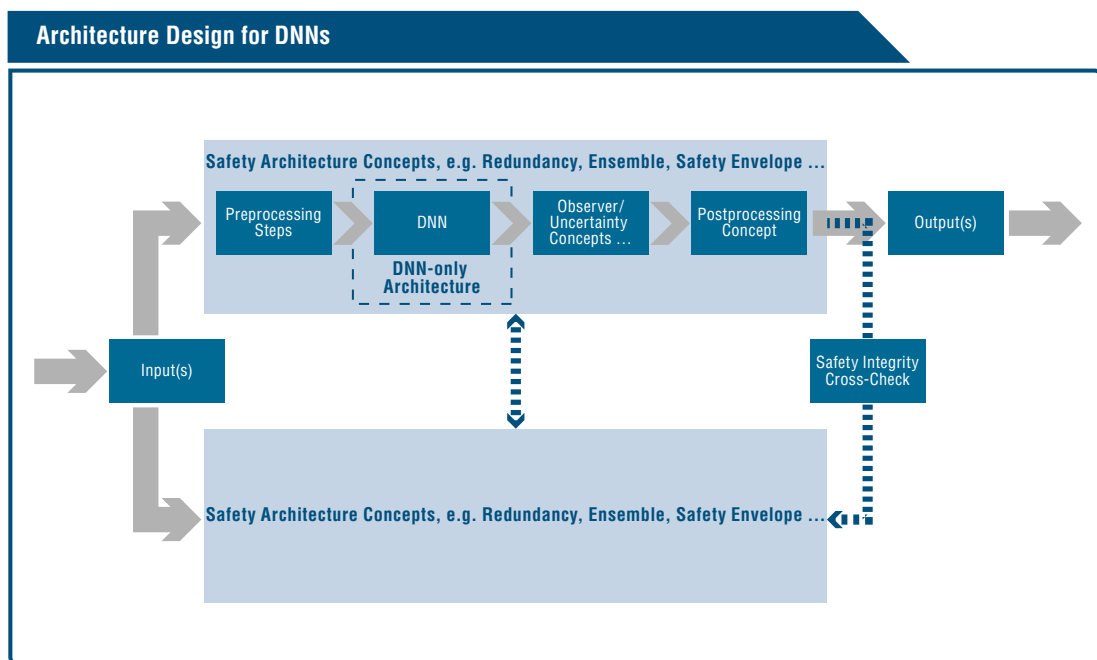 Architecture Design for DNNs
Safety Architecture Concepts, e.g. Redundancy, Ensemble, Safety Envelope ...
Preprocessing
Steps
DNN
Observer/
Uncertainty
Concepts ...
Postprocessing
Concept
Output(s)
DNN-only
Architecture
Input(s)
Safety Integrity
Cross-Check
Safety Architecture Concepts, e.g. Redundancy, Ensemble, Safety Envelope ...